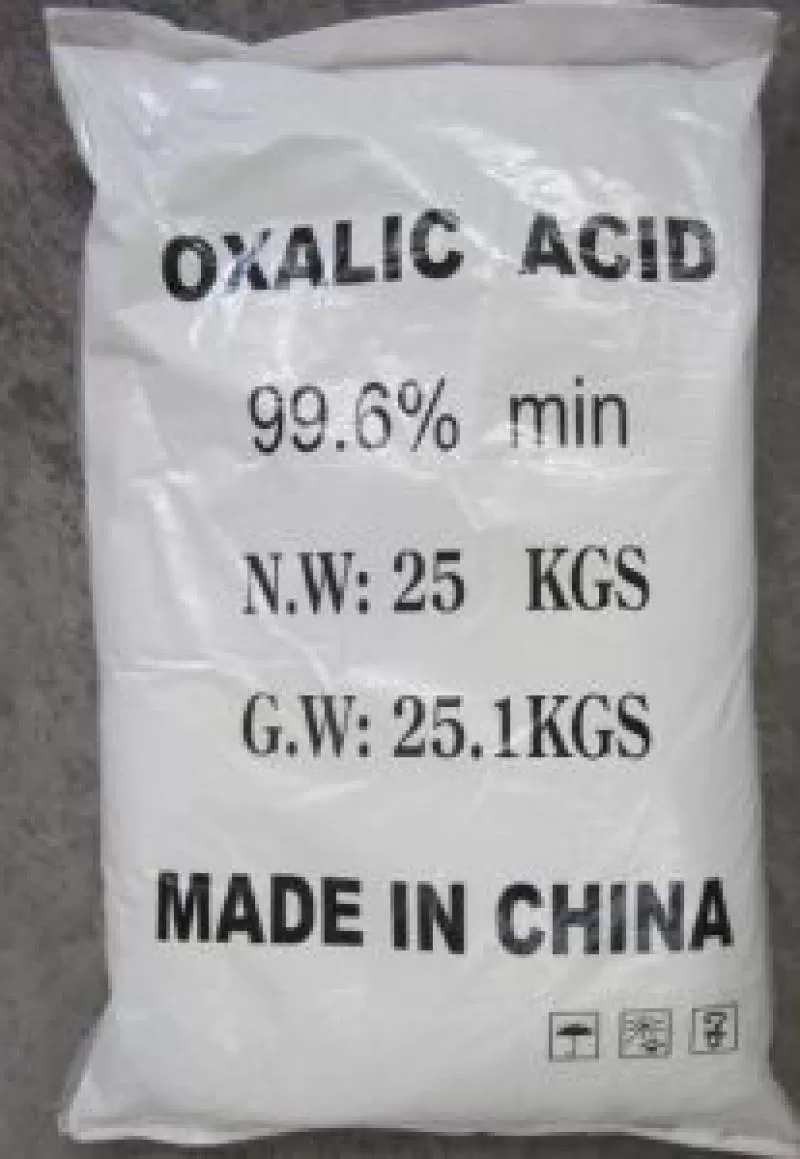 OXALIC ACID
99.6% min
N.W: 25 KGS
G.W: 25.1KGS
MADE IN CHINA